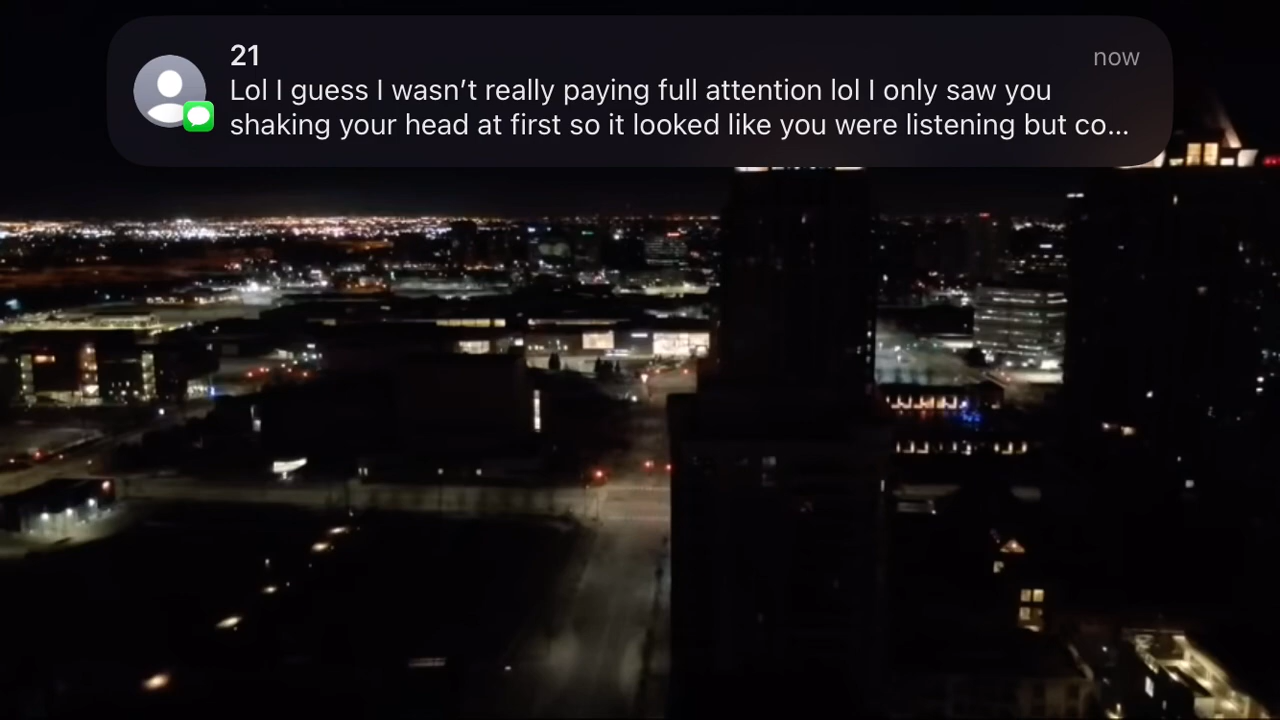 21
now
Lol I guess I wasn’t really paying full attention lol I only saw you
shaking your head at first so it looked like you were listening but co...